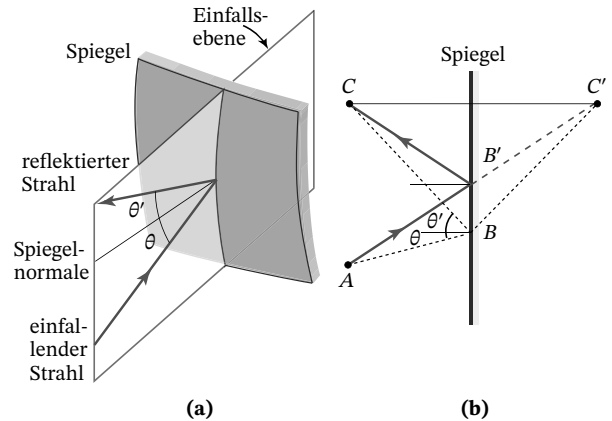 Einfalls-
ebene
Spiegel
reflektierter
Strahl
θ′
θ
Spiegel-
normale
einfal-
lender
Strahl
(a)
Spiegel
C
C′
B′
θ′
θ
B
A
(b)